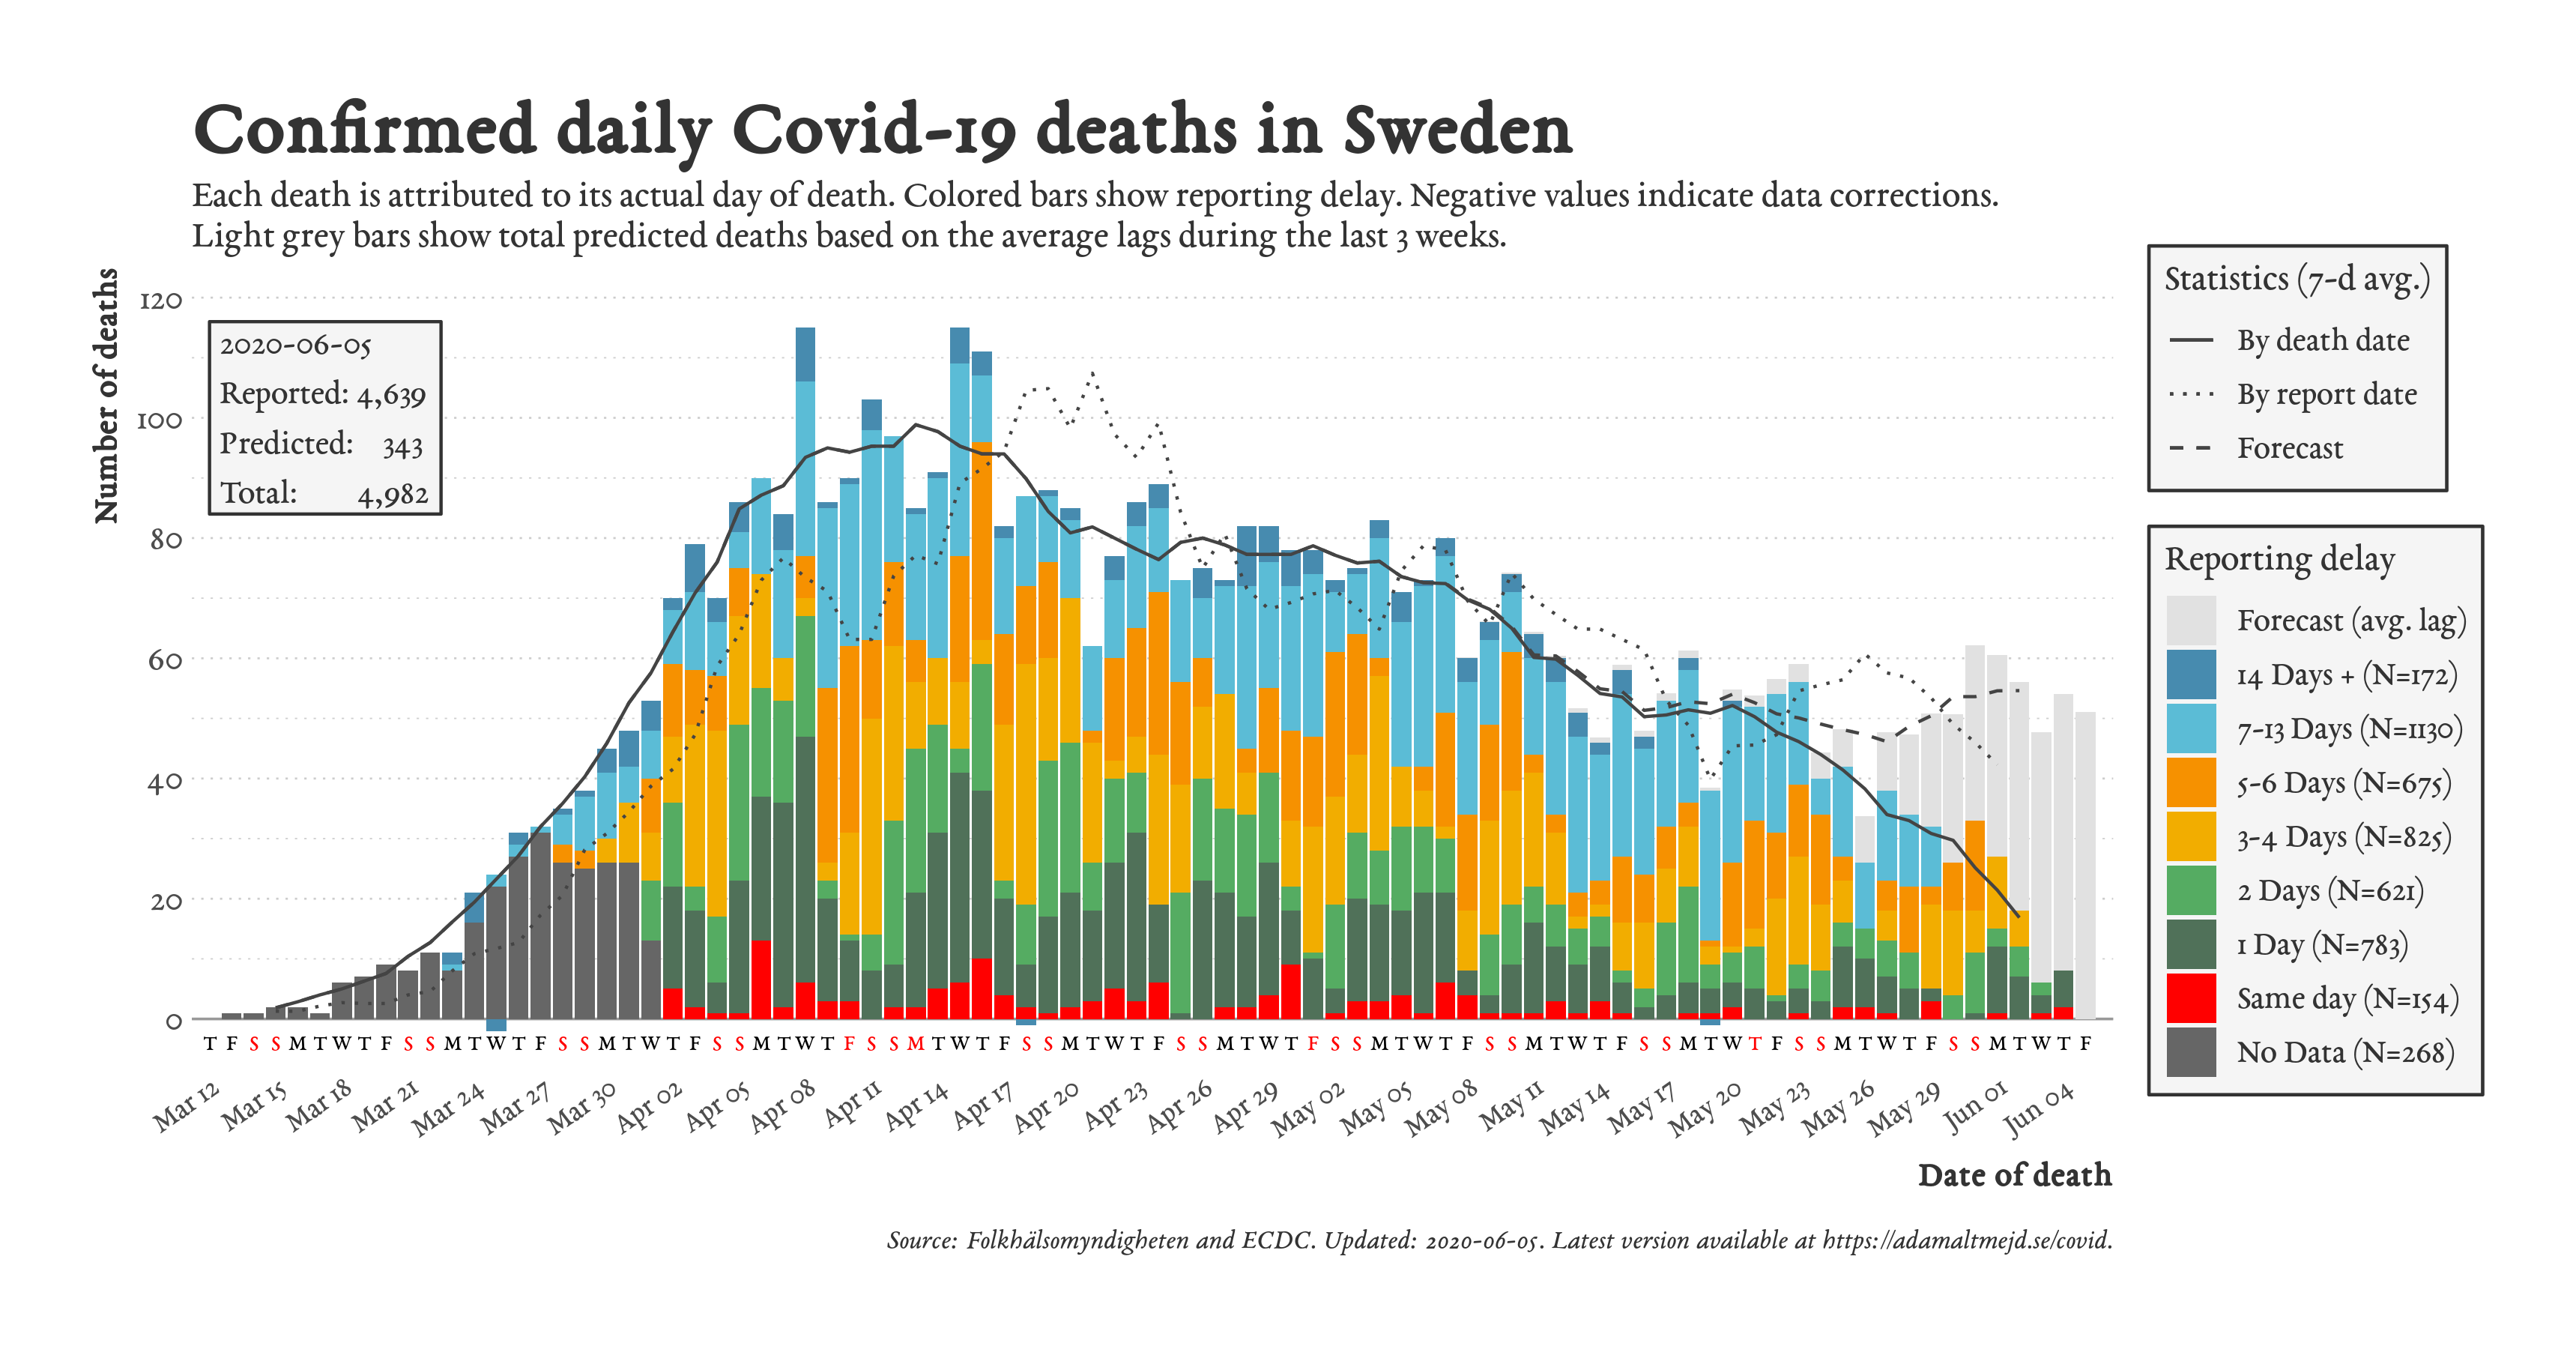 Confirmed daily Covid-19 deaths in Sweden
Each death is attributed to its actual day of death. Colored bars show reporting delay. Negative values indicate data corrections.
Light grey bars show total predicted deaths based on the average lags during the last 3 weeks.
Number of deaths
120
100
80
60
40
20
0
2020-06-05
Reported: 4,639
Predicted: 343
Total: 4,982
Statistics (7-d avg.)
By death date
By report date
Forecast
Reporting delay
Forecast (avg. lag)
14 Days + (N=172)
7-13 Days (N=1130)
5-6 Days (N=675)
3-4 Days (N=825)
2 Days (N=621)
1 Day (N=783)
Same day (N=154)
No Data (N=268)
T F S S M T W T F S S M T W T F S S M T W T F S S M T W T F S S M T W T F S S M T W T F S S M T W T F S S M T W T F S S M T W T F S S M T W T F S S M T W T F S S M T W T F
Mar 12 Mar 15 Mar 18 Mar 21 Mar 24 Mar 27 Mar 30 Apr 02 Apr 05 Apr 08 Apr 11 Apr 14 Apr 17 Apr 20 Apr 23 Apr 26 Apr 29 May 02 May 05 May 08 May 11 May 14 May 17 May 20 May 23 May 26 May 29 Jun 01 Jun 04
Date of death
Source: Folkhälsomyndigheten and ECDC. Updated: 2020-06-05. Latest version available at https://adamaltmejd.se/covid.